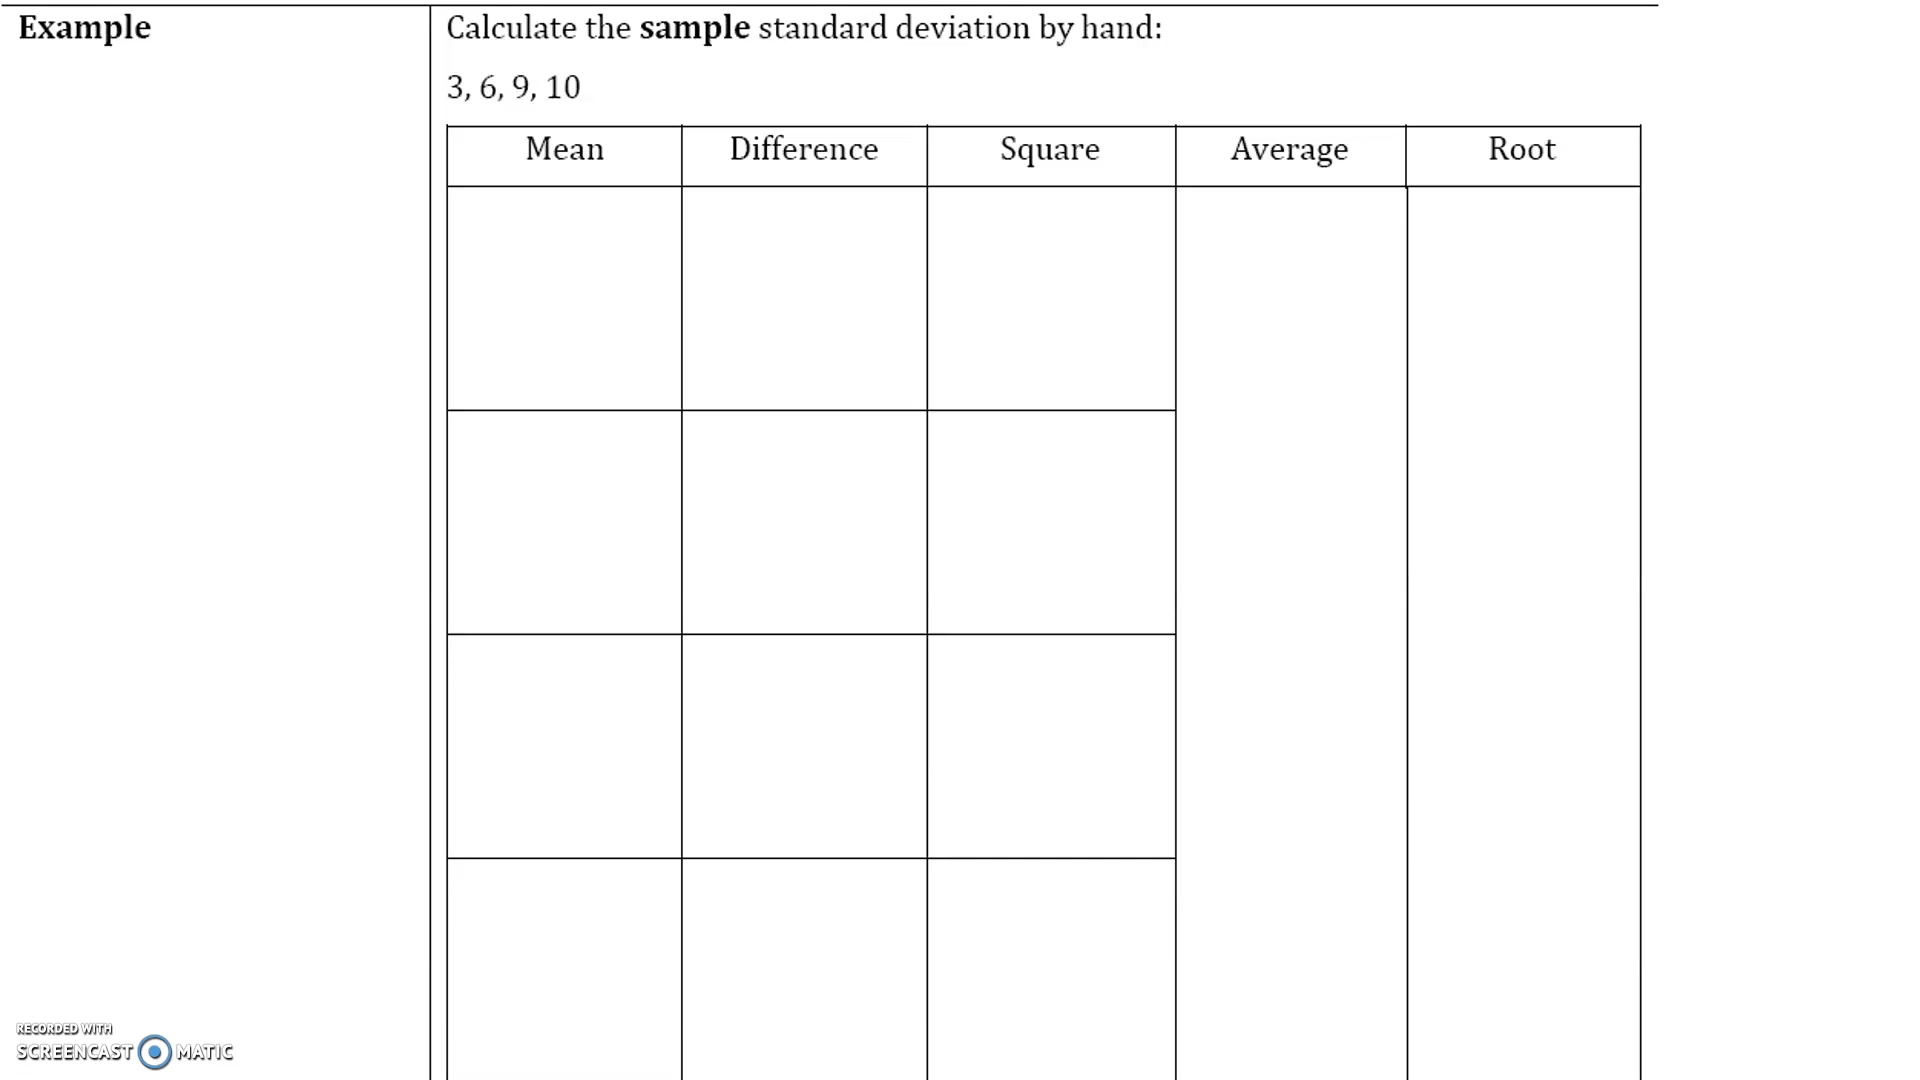 Example
Calculate the sample standard deviation by hand:
3, 6, 9, 10
Mean Difference Square Average Root
RECORDED WITH
SCREENCAST MATIC